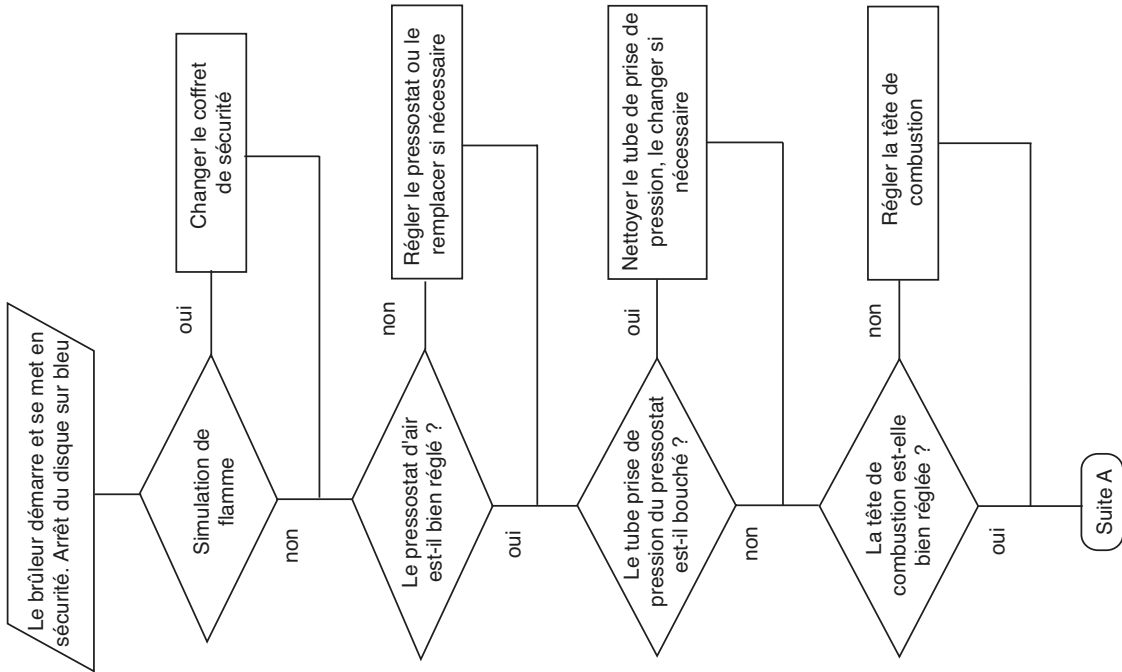 Le brûleur démarre et se met en
sécurité. Arrêt du disque sur bleu
Simulation de
flamme
oui
Changer le coffret
de sécurité
non
Le pressostat d'air
est-il bien réglé ?
non
Régler le pressostat ou le
remplacer si nécessaire
oui
Le tube prise de
pression du pressostat
est-il bouché ?
oui
Nettoyer le tube de prise de
pression, le changer si
nécessaire
non
La tête de
combustion est-elle
bien réglée ?
non
Régler la tête de
combustion
oui
Suite A